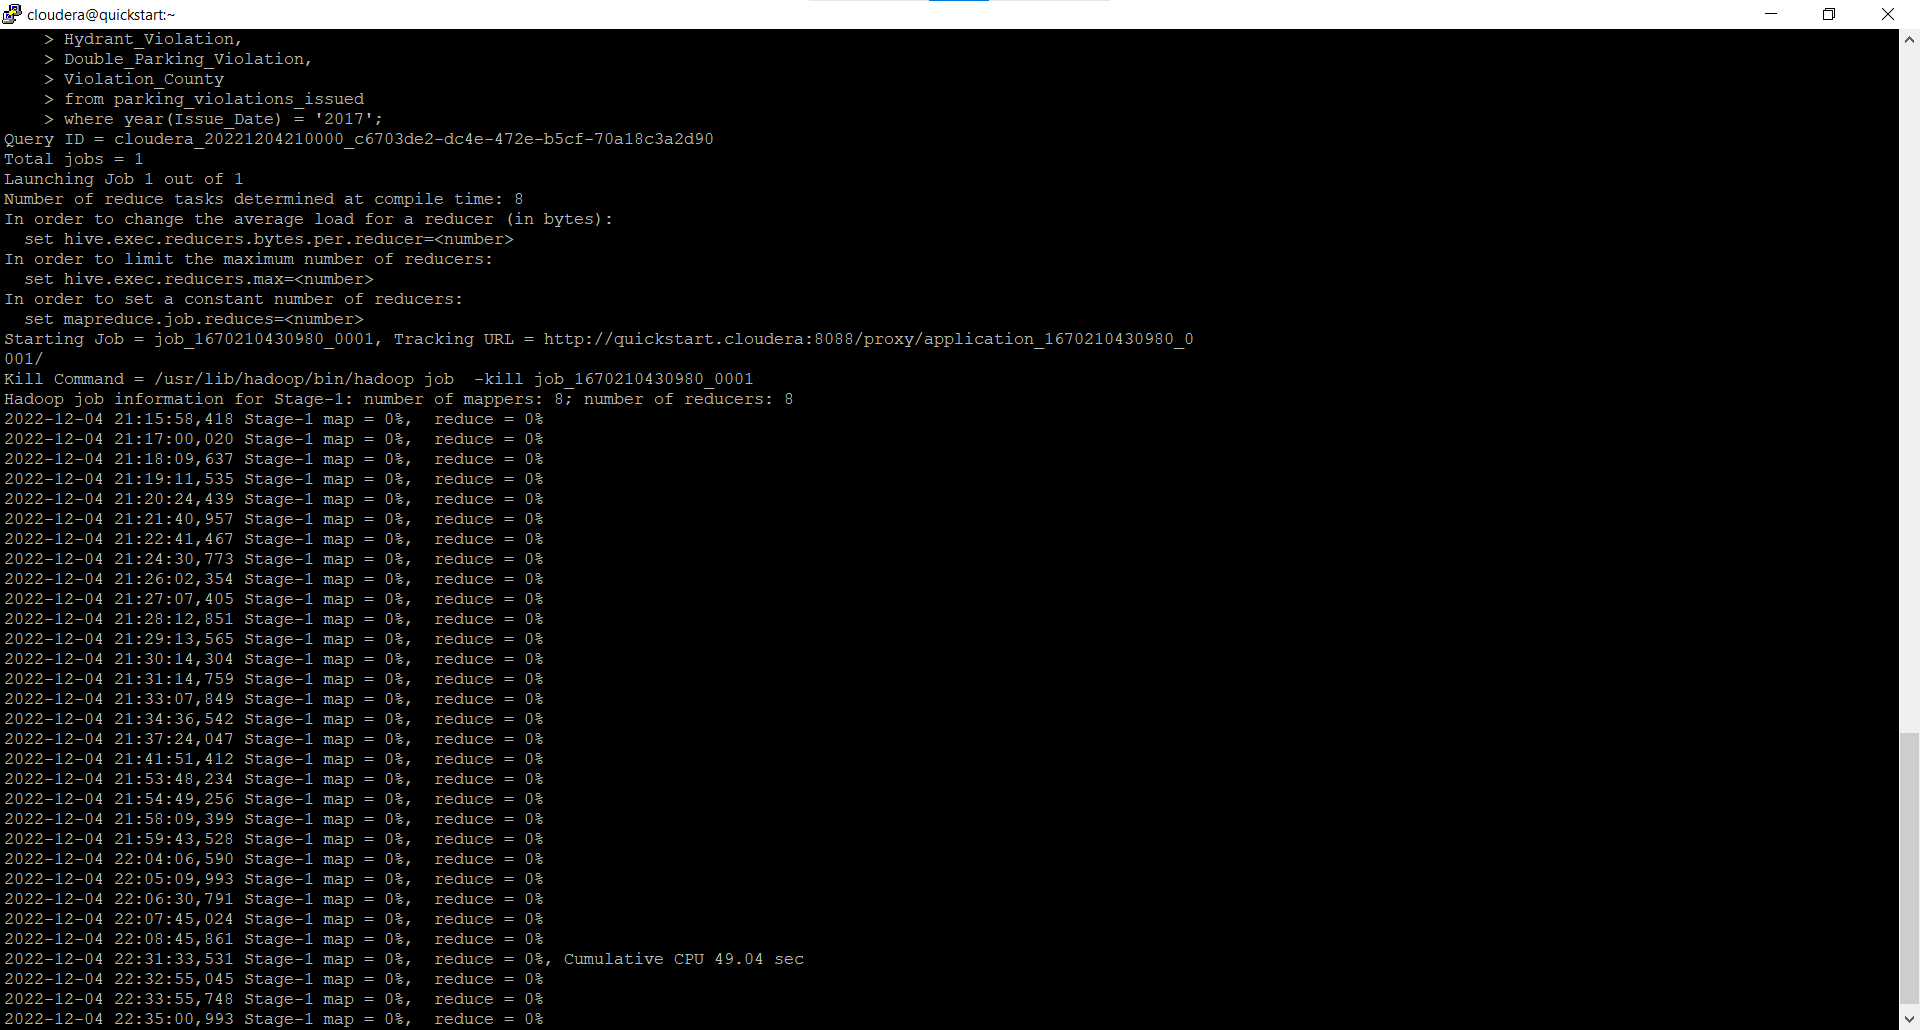 cloudera@quickstart:~
> Hydrant_Violation,
> Double_Parking_Violation,
> Violation_County
> from parking_violations_issued
> where year(Issue_Date) = '2017';
Query ID = cloudera_20221204210000_c6703de2-dc4e-472e-b5cf-70a18c3a2d90
Total jobs = 1
Launching Job 1 out of 1
Number of reduce tasks determined at compile time: 8
In order to change the average load for a reducer (in bytes):
  set hive.exec.reducers.bytes.per.reducer=<number>
In order to limit the maximum number of reducers:
  set hive.exec.reducers.max=<number>
In order to set a constant number of reducers:
  set mapreduce.job.reduces=<number>
Starting Job = job_1670210430980_0001, Tracking URL = http://quickstart.cloudera:8088/proxy/application_1670210430980_0
001/
Kill Command = /usr/lib/hadoop/bin/hadoop job  -kill job_1670210430980_0001
Hadoop job information for Stage-1: number of mappers: 8; number of reducers: 8
2022-12-04 21:15:58,418 Stage-1 map = 0%,  reduce = 0%
2022-12-04 21:17:00,020 Stage-1 map = 0%,  reduce = 0%
2022-12-04 21:18:09,637 Stage-1 map = 0%,  reduce = 0%
2022-12-04 21:19:11,535 Stage-1 map = 0%,  reduce = 0%
2022-12-04 21:20:24,439 Stage-1 map = 0%,  reduce = 0%
2022-12-04 21:21:40,957 Stage-1 map = 0%,  reduce = 0%
2022-12-04 21:22:41,467 Stage-1 map = 0%,  reduce = 0%
2022-12-04 21:24:30,773 Stage-1 map = 0%,  reduce = 0%
2022-12-04 21:26:02,354 Stage-1 map = 0%,  reduce = 0%
2022-12-04 21:27:07,405 Stage-1 map = 0%,  reduce = 0%
2022-12-04 21:28:12,851 Stage-1 map = 0%,  reduce = 0%
2022-12-04 21:29:13,565 Stage-1 map = 0%,  reduce = 0%
2022-12-04 21:30:14,304 Stage-1 map = 0%,  reduce = 0%
2022-12-04 21:31:14,759 Stage-1 map = 0%,  reduce = 0%
2022-12-04 21:33:07,849 Stage-1 map = 0%,  reduce = 0%
2022-12-04 21:34:36,542 Stage-1 map = 0%,  reduce = 0%
2022-12-04 21:37:24,047 Stage-1 map = 0%,  reduce = 0%
2022-12-04 21:41:51,412 Stage-1 map = 0%,  reduce = 0%
2022-12-04 21:53:48,234 Stage-1 map = 0%,  reduce = 0%
2022-12-04 21:54:49,256 Stage-1 map = 0%,  reduce = 0%
2022-12-04 21:58:09,399 Stage-1 map = 0%,  reduce = 0%
2022-12-04 21:59:43,528 Stage-1 map = 0%,  reduce = 0%
2022-12-04 22:04:06,590 Stage-1 map = 0%,  reduce = 0%
2022-12-04 22:05:09,993 Stage-1 map = 0%,  reduce = 0%
2022-12-04 22:06:30,791 Stage-1 map = 0%,  reduce = 0%
2022-12-04 22:07:45,024 Stage-1 map = 0%,  reduce = 0%
2022-12-04 22:08:45,861 Stage-1 map = 0%,  reduce = 0%
2022-12-04 22:31:33,531 Stage-1 map = 0%,  reduce = 0%, Cumulative CPU 49.04 sec
2022-12-04 22:32:55,045 Stage-1 map = 0%,  reduce = 0%
2022-12-04 22:33:55,748 Stage-1 map = 0%,  reduce = 0%
2022-12-04 22:35:00,993 Stage-1 map = 0%,  reduce = 0%